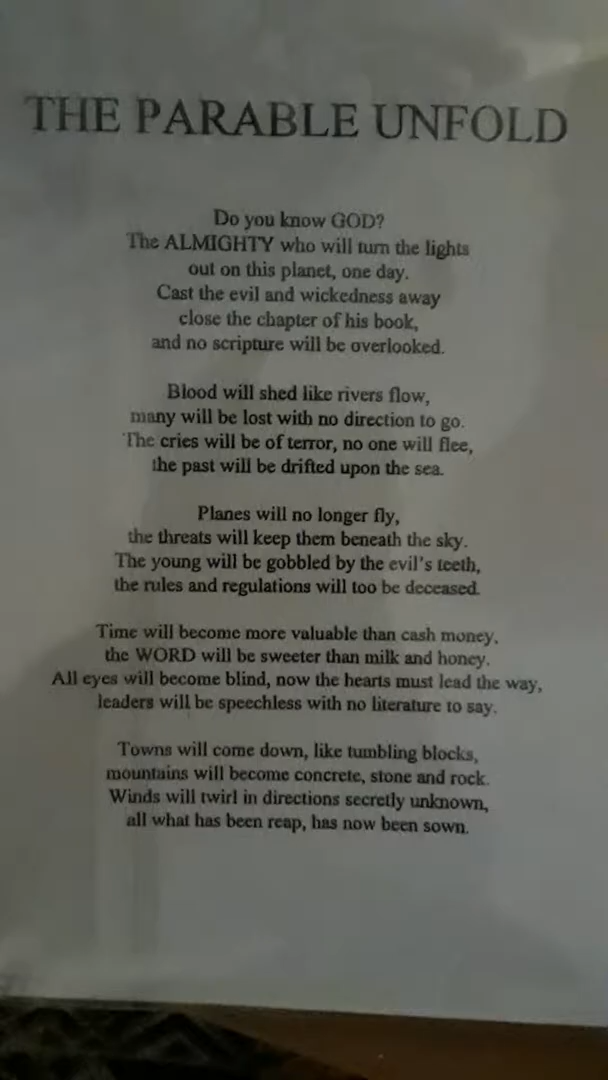 THE PARABLE UNFOLD
Do you know GOD?
The ALMIGHTY who will turn the lights
out on this planet, one day.
Cast the evil and wickedness away
close the chapter of his book,
and no scripture will be overlooked.
Blood will shed like rivers flow,
many will be lost with no direction to go.
The cries will be of terror, no one will flee,
the past will be drifted upon the sea.
Planes will no longer fly,
the threats will keep them beneath the sky.
The young will be gobbled by the evil's teeth,
the rules and regulations will too be deceased.
Time will become more valuable than cash money,
the WORD will be sweeter than milk and honey.
All eyes will become blind, now the hearts must lead the way,
leaders will be speechless with no literature to say.
Towns will come down, like tumbling blocks,
mountains will become concrete, stone and rock.
Winds will twirl in directions secretly unknown,
all what has been reap, has now been sown.